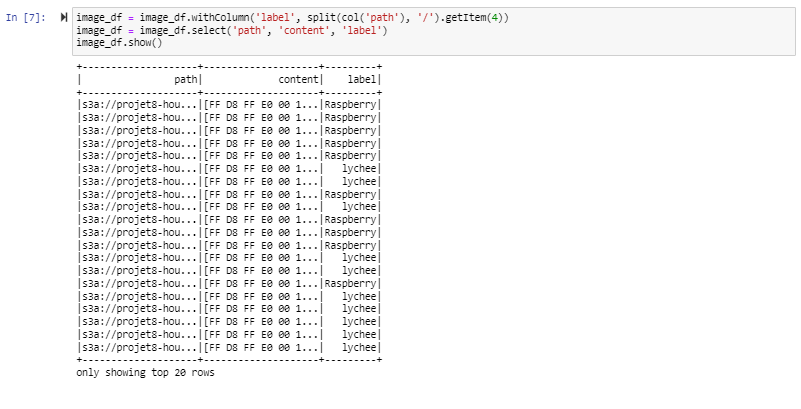 In [7]:
image_df = image_df.withColumn('label', split(col('path'), '/').getItem(4))
image_df = image_df.select('path', 'content', 'label')
image_df.show()
+--------------------+--------------------+---------+
|                path|             content|    label|
+--------------------+--------------------+---------+
|s3a://projet8-hou...|[FF D8 FF E0 00 1...|Raspberry|
|s3a://projet8-hou...|[FF D8 FF E0 00 1...|Raspberry|
|s3a://projet8-hou...|[FF D8 FF E0 00 1...|Raspberry|
|s3a://projet8-hou...|[FF D8 FF E0 00 1...|Raspberry|
|s3a://projet8-hou...|[FF D8 FF E0 00 1...|Raspberry|
|s3a://projet8-hou...|[FF D8 FF E0 00 1...|   lychee|
|s3a://projet8-hou...|[FF D8 FF E0 00 1...|   lychee|
|s3a://projet8-hou...|[FF D8 FF E0 00 1...|Raspberry|
|s3a://projet8-hou...|[FF D8 FF E0 00 1...|   lychee|
|s3a://projet8-hou...|[FF D8 FF E0 00 1...|Raspberry|
|s3a://projet8-hou...|[FF D8 FF E0 00 1...|Raspberry|
|s3a://projet8-hou...|[FF D8 FF E0 00 1...|Raspberry|
|s3a://projet8-hou...|[FF D8 FF E0 00 1...|   lychee|
|s3a://projet8-hou...|[FF D8 FF E0 00 1...|   lychee|
|s3a://projet8-hou...|[FF D8 FF E0 00 1...|Raspberry|
|s3a://projet8-hou...|[FF D8 FF E0 00 1...|   lychee|
|s3a://projet8-hou...|[FF D8 FF E0 00 1...|   lychee|
|s3a://projet8-hou...|[FF D8 FF E0 00 1...|   lychee|
|s3a://projet8-hou...|[FF D8 FF E0 00 1...|   lychee|
|s3a://projet8-hou...|[FF D8 FF E0 00 1...|   lychee|
+--------------------+--------------------+---------+
only showing top 20 rows